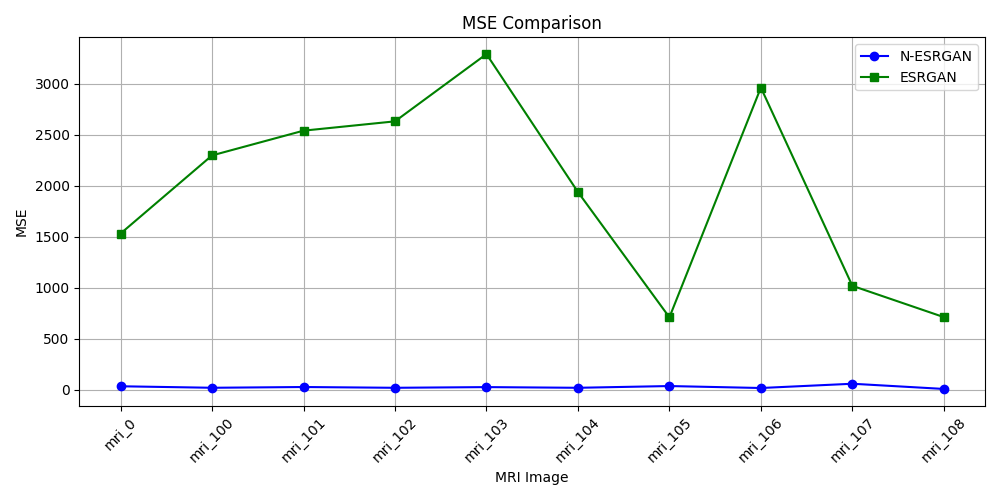 MSE Comparison
N-ESRGAN
ESRGAN
MSE
3000
2500
2000
1500
1000
500
0
mri_0
mri_100
mri_101
mri_102
mri_103
mri_104
mri_105
mri_106
mri_107
mri_108
MRI Image